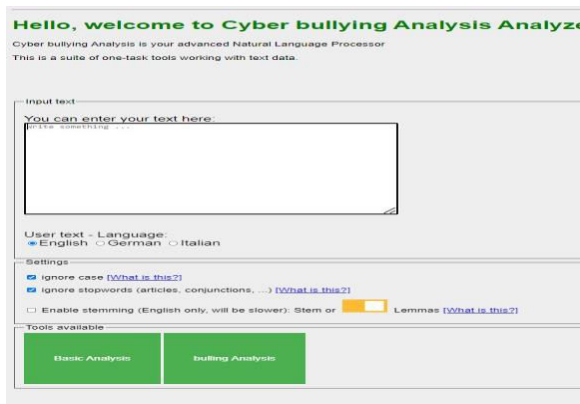 Hello, welcome to Cyber bullying Analysis Analyze
Cyber bullying Analysis is your advanced Natural Language Processor
This is a suite of one-task tools working with text data.
Input text
You can enter your text here:
Write something ...
User text - Language:
English German Italian
Settings
Ignore case [What is this?]
Ignore stopwords (articles, conjunctions, ...) [What is this?]
Enable stemming (English only, will be slower): Stem or Lemmas [What is this?]
Tools available
Basic Analysis bulling Analysis